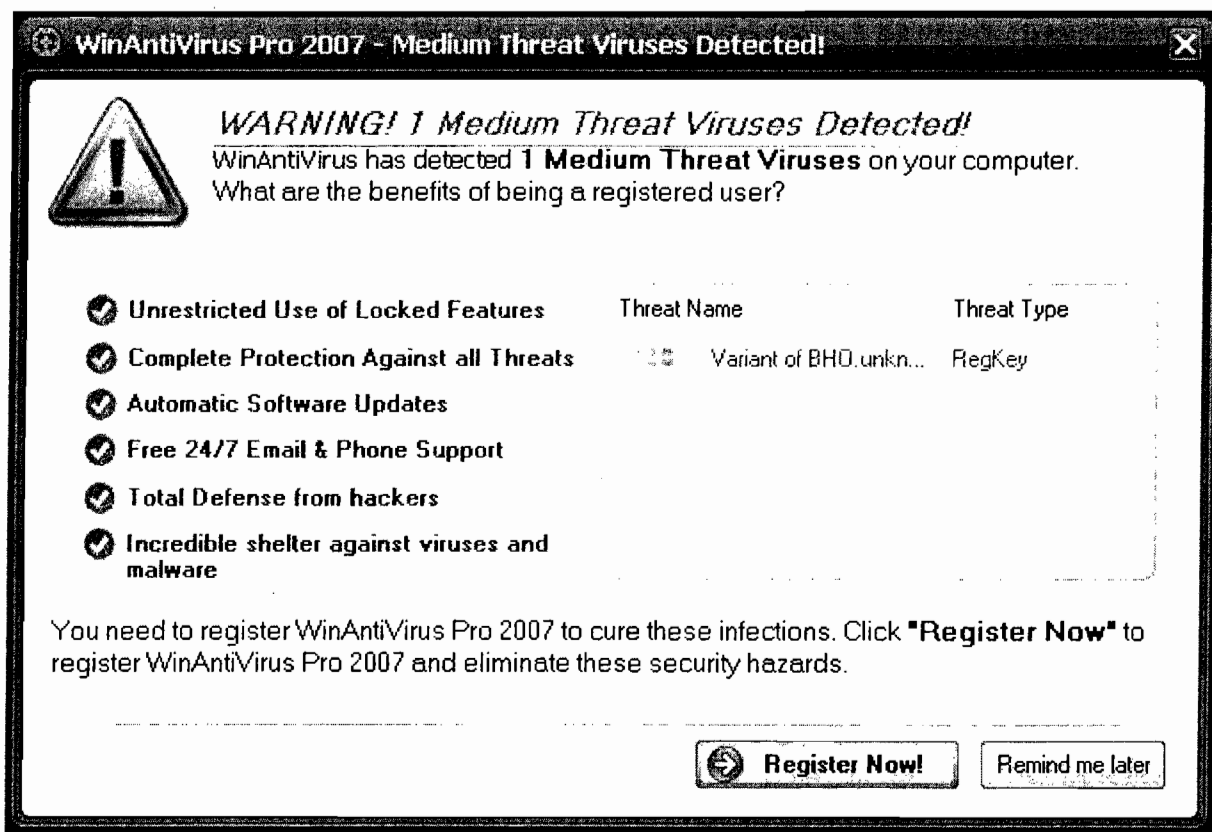 WinAntiVirus Pro 2007 - Medium Threat Viruses Detected!
WARNING! 1 Medium Threat Viruses Detected!
WinAntiVirus has detected 1 Medium Threat Viruses on your computer.
What are the benefits of being a registered user?
Unrestricted Use of Locked Features
Complete Protection Against all Threats
Automatic Software Updates
Free 24/7 Email & Phone Support
Total Defense from hackers
Incredible shelter against viruses and
malware
Threat Name Threat Type
Variant of BHO.unkn... RegKey
You need to register WinAntiVirus Pro 2007 to cure these infections. Click "Register Now" to
register WinAntiVirus Pro 2007 and eliminate these security hazards.
Register Now!
Remind me later